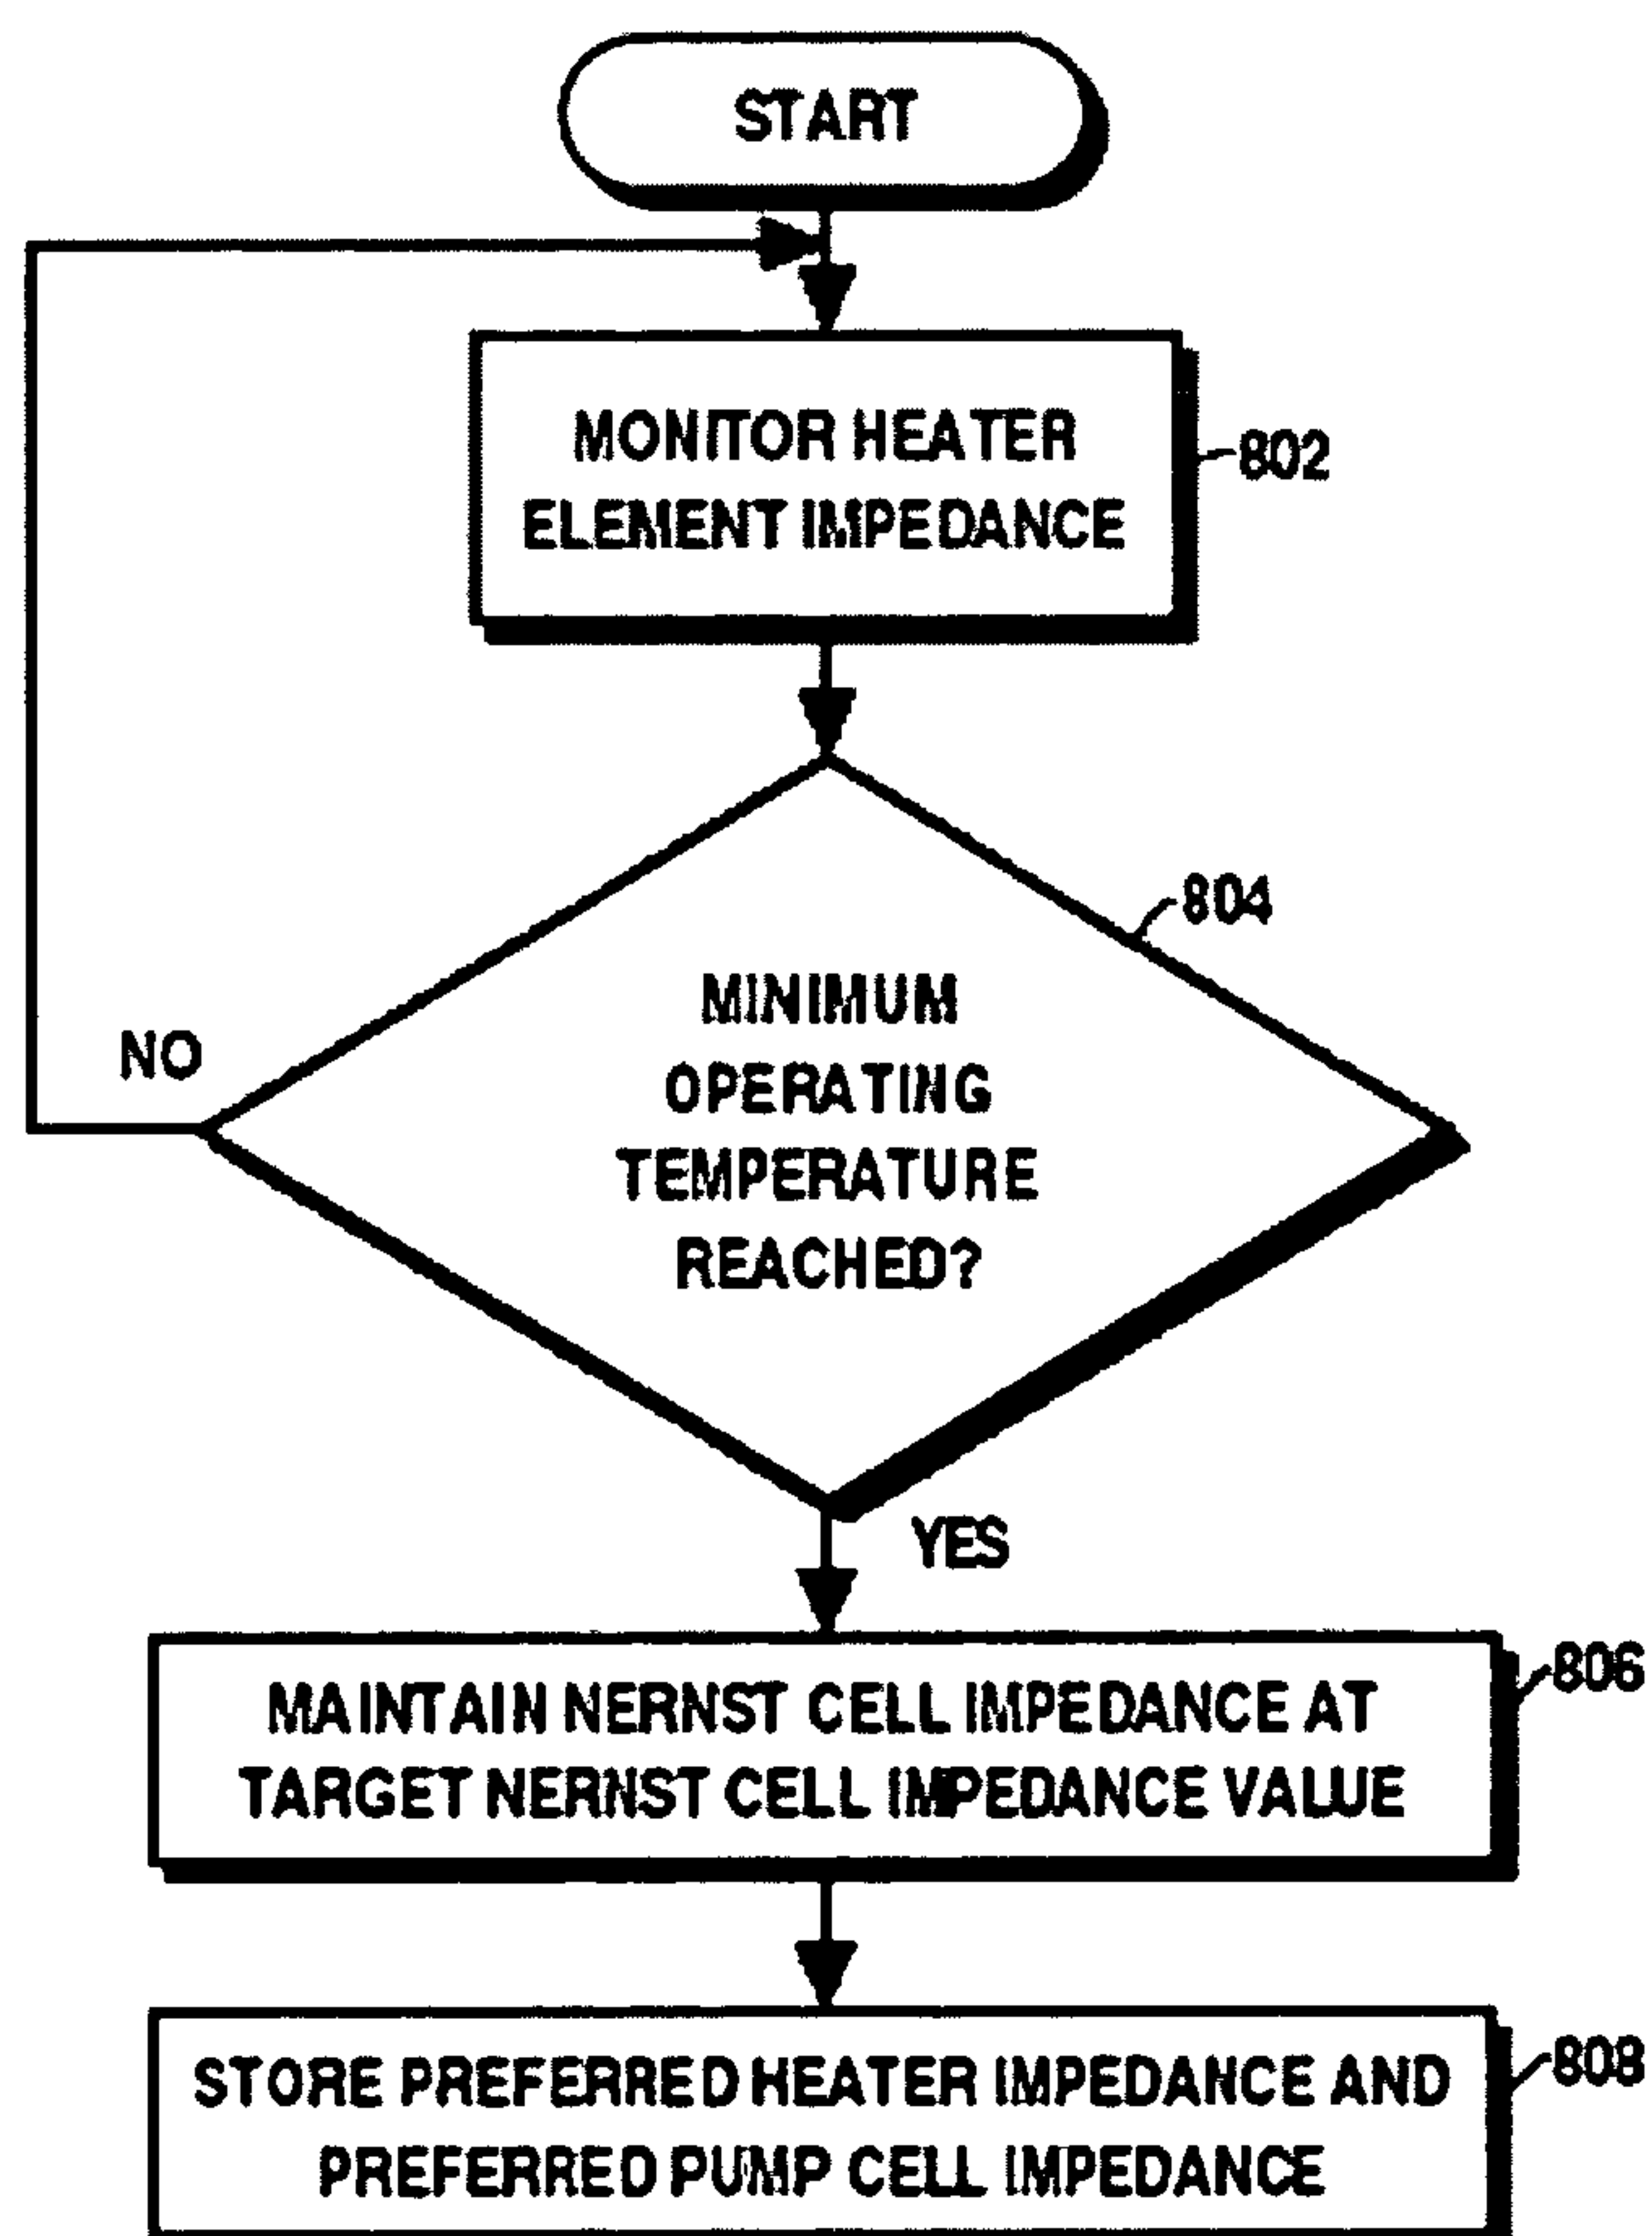 START
MONITOR HEATER
ELEMENT IMPEDANCE
802
804
MINIMUM
OPERATING
TEMPERATURE
REACHED?
NO
YES
MAINTAIN NERNST CELL IMPEDANCE AT
TARGET NERNST CELL IMPEDANCE VALUE
806
STORE PREFERRED HEATER IMPEDANCE AND
PREFERRED PUMP CELL IMPEDANCE
808